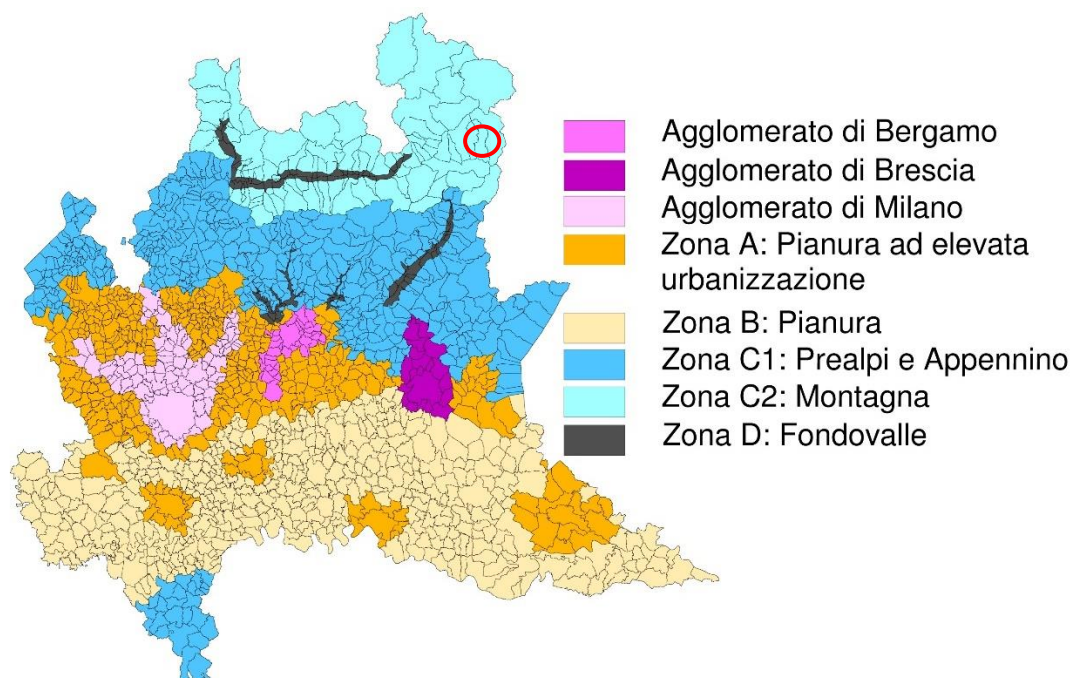 Agglomerato di Bergamo
Agglomerato di Brescia
Agglomerato di Milano
Zona A: Pianura ad elevata
urbanizzazione
Zona B: Pianura
Zona C1: Prealpi e Appennino
Zona C2: Montagna
Zona D: Fondovalle